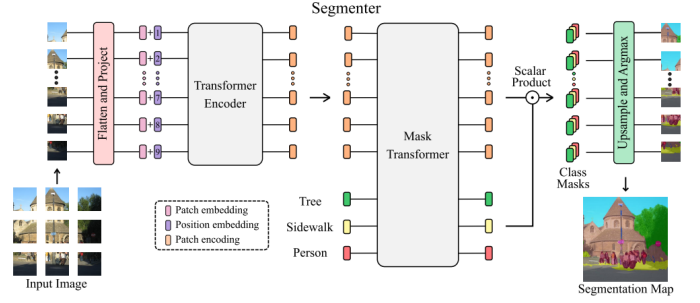 Segmenter
Flatten and Project
+ 1
+ 2
+ 7
+ 8
+ 9
Transformer
Encoder
Mask
Transformer
Scalar
Product
Upsample and Argmax
Class
Masks
Tree
Sidewalk
Person
Patch embedding
Position embedding
Patch encoding
Input Image
Segmentation Map